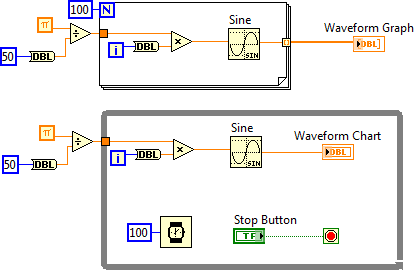 100 N
Sine
Waveform Graph
π
÷
i DBL
×
SIN
DBL
50 DBL
π
÷
Sine
Waveform Chart
i DBL
×
SIN
DBL
50 DBL
100
Stop Button
TF